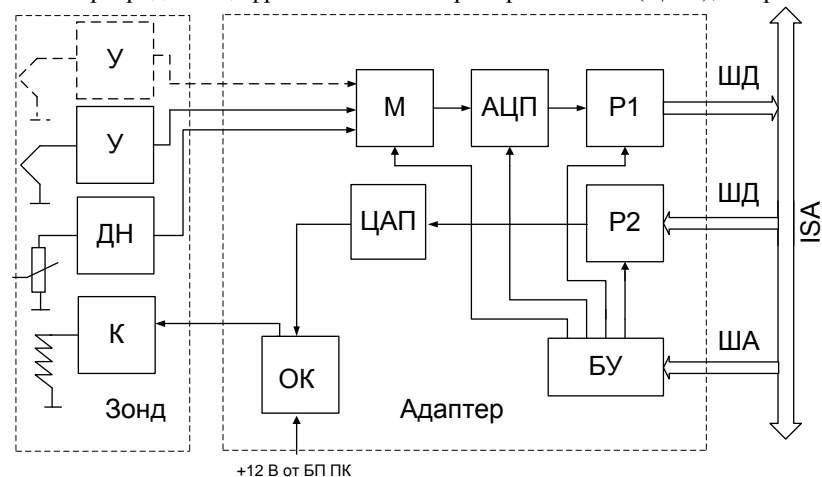 У
У
ДН
К
Зонд
М
АЦП
Р1
ЦАП
Р2
ОК
БУ
Адаптер
ШД
ШД
ША
ISA
+12 В от БП ПК